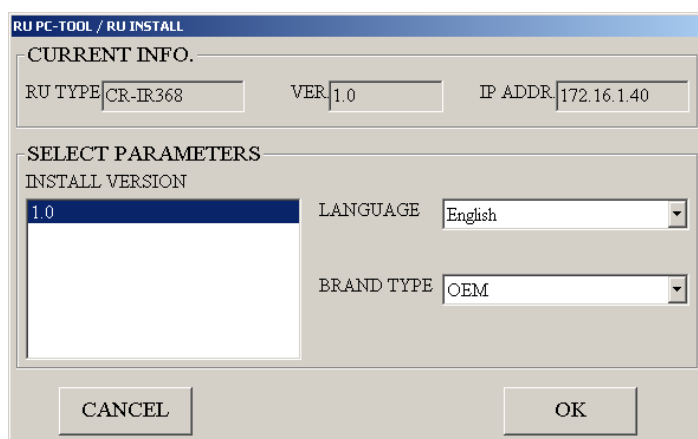 RU PC-TOOL / RU INSTALL
CURRENT INFO.
RU TYPE CR-IR368 VER. 1.0 IP ADDR. 172.16.1.40
SELECT PARAMETERS
INSTALL VERSION
1.0 LANGUAGE English
BRAND TYPE OEM
CANCEL OK